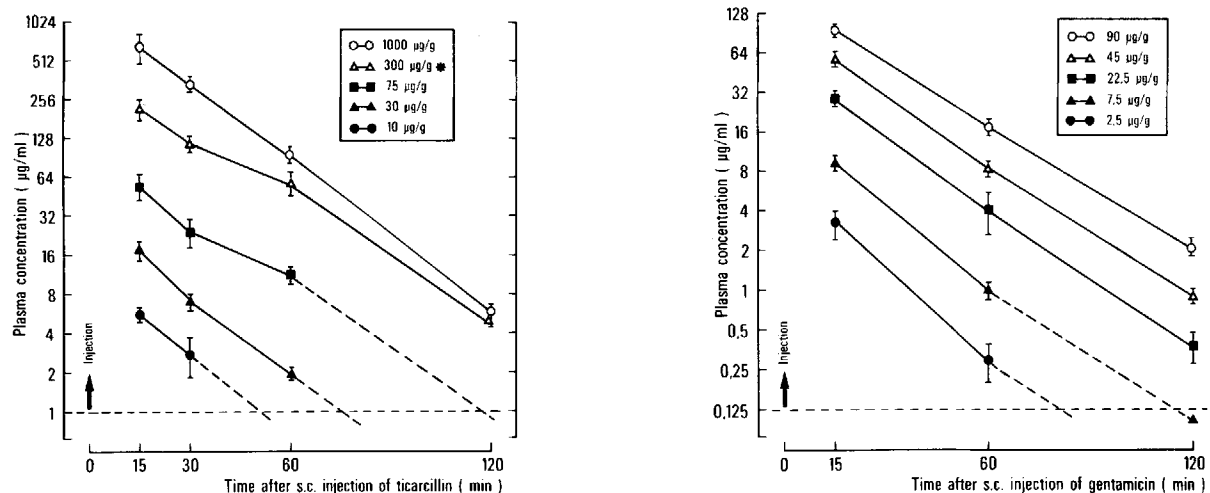 1024
512
256
128
64
32
16
8
4
2
1
Plasma concentration ( µg/ml )
1000 µg/g
300 µg/g *
75 µg/g
30 µg/g
10 µg/g
Injection
0 15 30 60 120
Time after s.c. injection of ticarcillin ( min )
128
64
32
16
8
4
2
1
0,5
0,25
0,125
Plasma concentration ( µg/ml )
90 µg/g
45 µg/g
22.5 µg/g
7.5 µg/g
2.5 µg/g
Injection
0 15 60 120
Time after s.c. injection of gentamicin ( min )